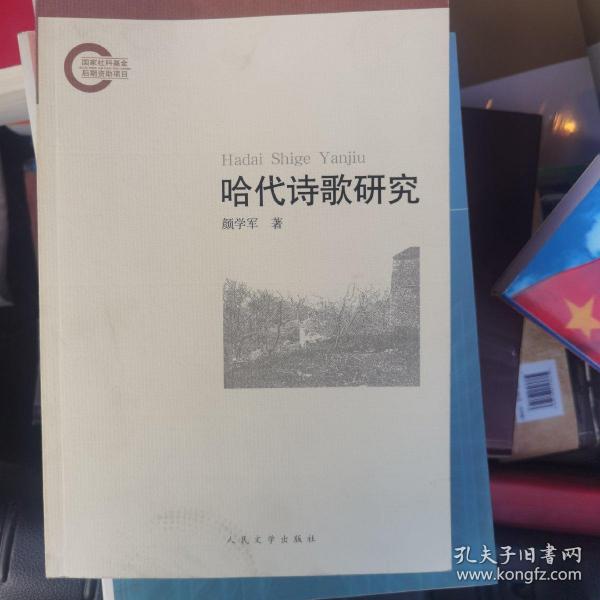 国家社科基金
后期资助项目
Hadai Shige Yanjiu
哈代诗歌研究
颜学军 著
人民文学出版社
孔夫子旧书网
www.kongfz.com